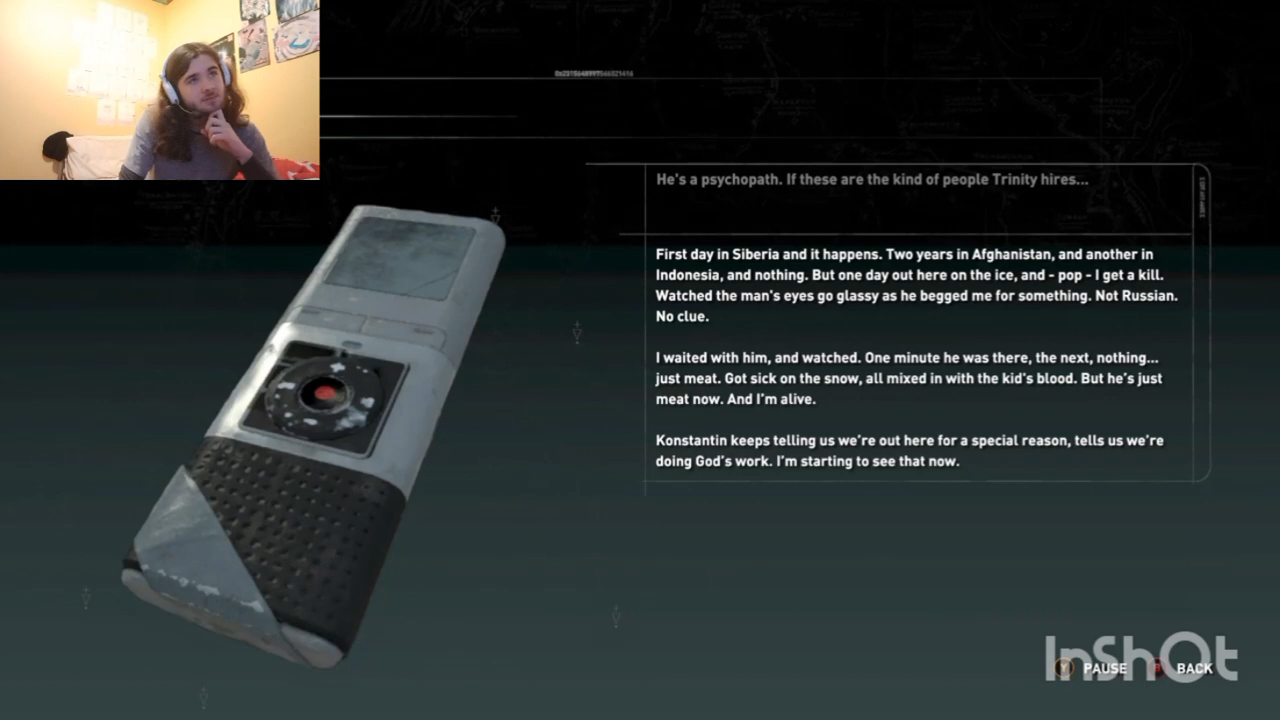 He's a psychopath. If these are the kind of people Trinity hires...
First day in Siberia and it happens. Two years in Afghanistan, and another in
Indonesia, and nothing. But one day out here on the ice, and - pop - I get a kill.
Watched the man's eyes go glassy as he begged me for something. Not Russian.
No clue.
I waited with him, and watched. One minute he was there, the next, nothing...
just meat. Got sick on the snow, all mixed in with the kid's blood. But he's just
meat now. And I'm alive.
Konstantin keeps telling us we're out here for a special reason, tells us we're
doing God's work. I'm starting to see that now.
InShOt
Y PAUSE B BACK